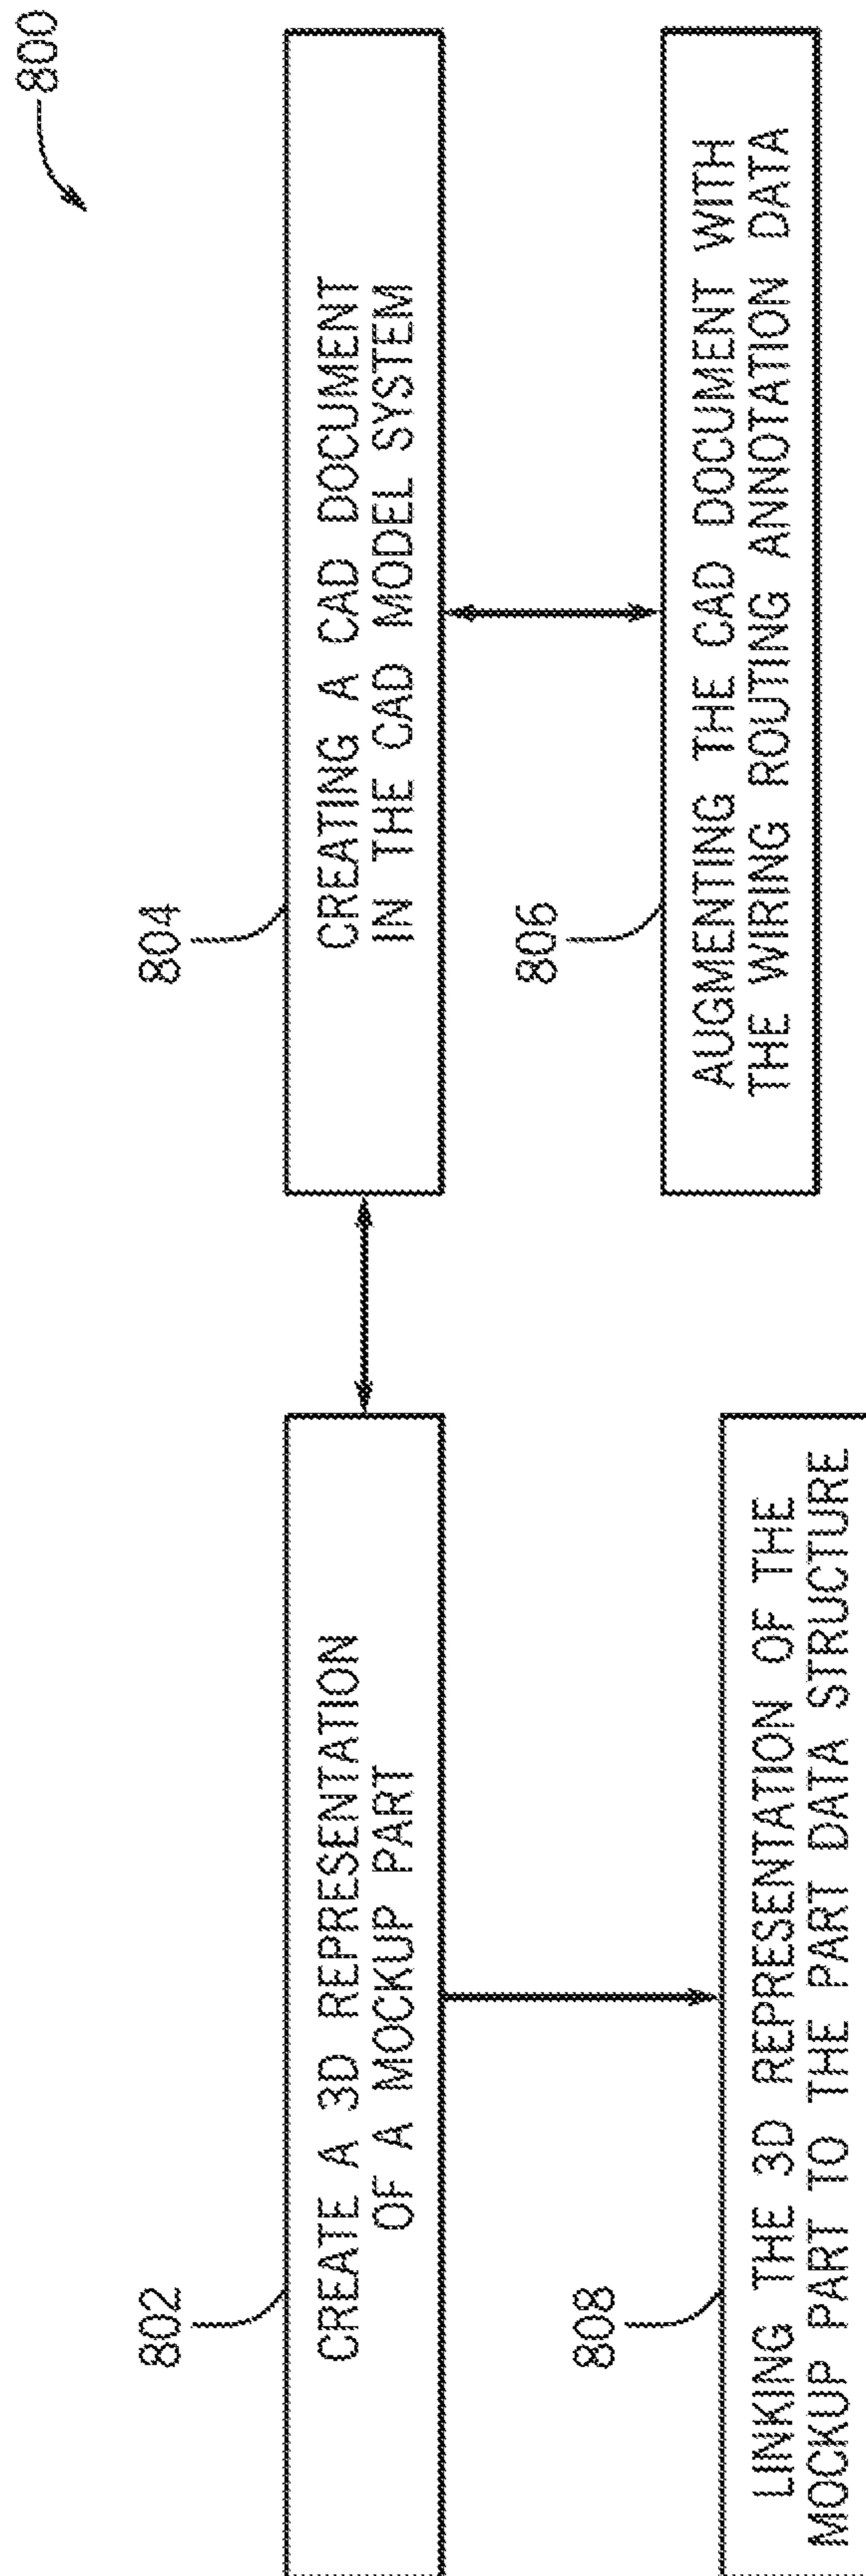 800
802
CREATE A 3D REPRESENTATION
OF A MOCKUP PART
804
CREATING A CAD DOCUMENT
IN THE CAD MODEL SYSTEM
808
LINKING THE 3D REPRESENTATION OF THE
MOCKUP PART TO THE PART DATA STRUCTURE
806
AUGMENTING THE CAD DOCUMENT WITH
THE WIRING ROUTING ANNOTATION DATA